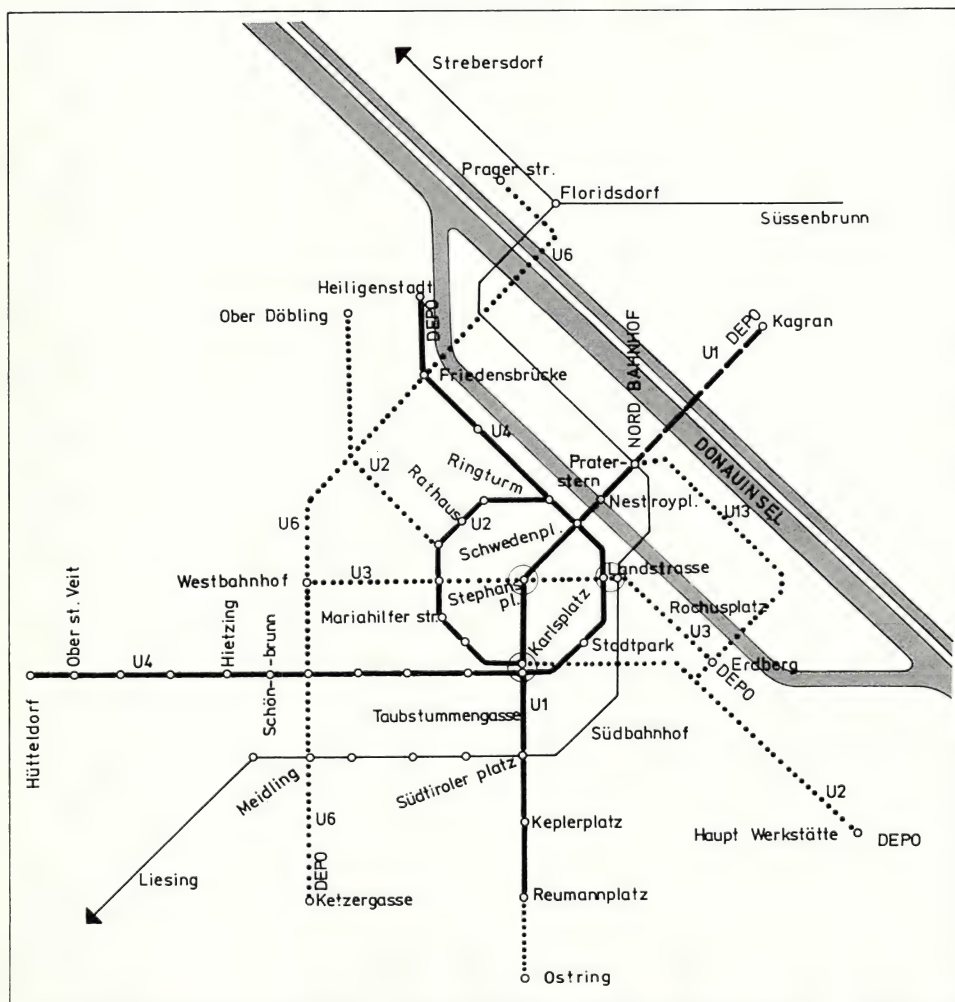 Strebersdorf
Prager str.
Floridsdorf
Süssenbrunn
U6
Heiligenstadt
DEPO
Ober Döbling
Kagran
DEPO
U1
NORD BAHNHOF
Friedensbrücke
U4
DONAUINSEL
U2
Ringturm
Prater-
stern
Rathaus
U2
Nestroypl.
U13
U6
Schwedenpl.
Westbahnhof
U3
Stephans
pl.
Landstrasse
Mariahilfer str.
Karlsplatz
Rochusplatz
U3
Stadtpark
Erdberg
DEPO
Ober st. Veit
Hietzing
Schön-brunn
U4
Hütteldorf
Taubstummengasse
U1
Südbahnhof
Meidling
Südtiroler platz
U2
U6
Keplerplatz
Haupt Werkstätte
DEPO
Liesing
DEPO
Ketzergasse
Reumannplatz
Ostring